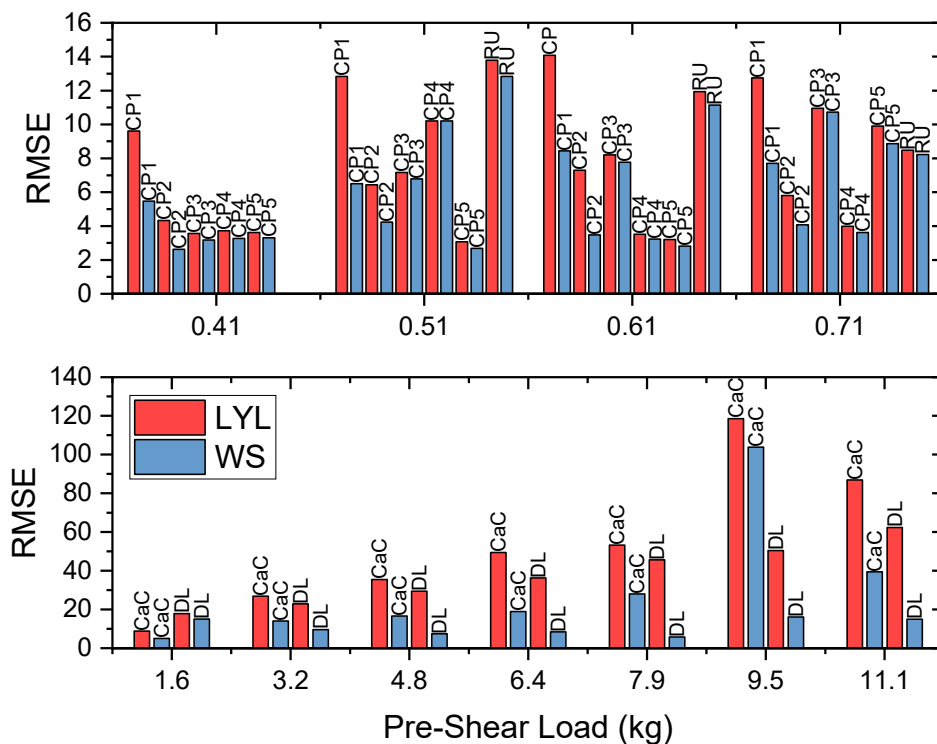 16
14
12
10
8
6
4
2
0
RMSE
CP1
CP1
CP2
CP2
CP3
CP3
CP4
CP4
CP5
CP5
CP1
CP1
CP2
CP2
CP3
CP3
CP4
CP4
CP5
CP5
RU
RU
CP
CP1
CP2
CP2
CP3
CP3
CP4
CP4
CP5
CP5
RU
RU
CP1
CP1
CP2
CP2
CP3
CP3
CP4
CP4
CP5
CP5
RU
RU
0.41 0.51 0.61 0.71
140
120
100
80
60
40
20
0
RMSE
LYL
WS
CaC
CaC
DL
DL
CaC
CaC
DL
DL
CaC
CaC
DL
DL
CaC
CaC
DL
DL
CaC
CaC
DL
DL
CaC
CaC
DL
DL
CaC
CaC
DL
DL
1.6 3.2 4.8 6.4 7.9 9.5 11.1
Pre-Shear Load (kg)